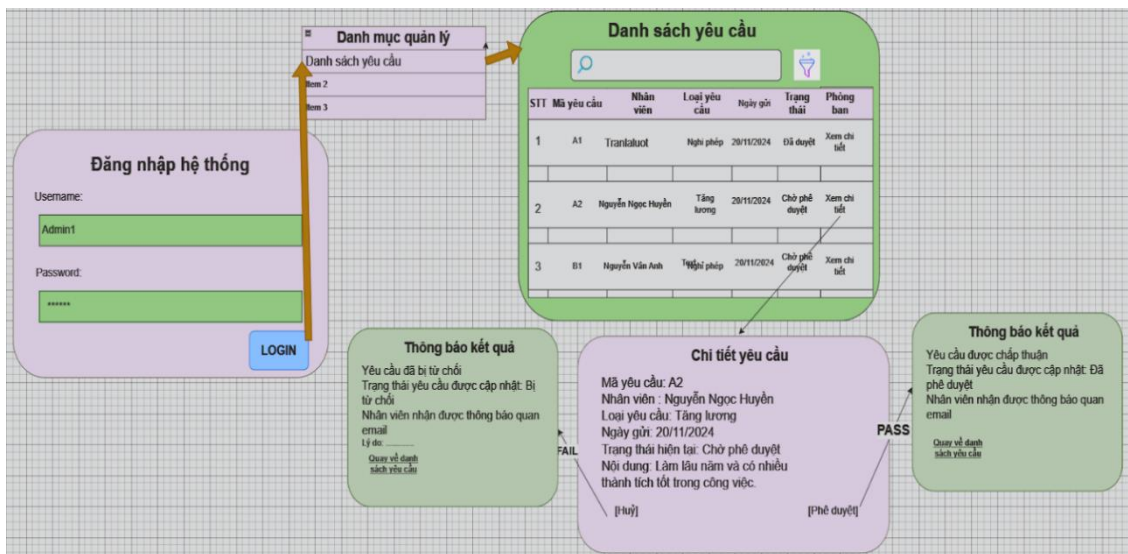 Danh mục quản lý
Danh sách yêu cầu
Item 2
Item 3
Đăng nhập hệ thống
Username:
Admin1
Password:
******
LOGIN
Danh sách yêu cầu
STT Mã yêu cầu Nhân viên Loại yêu cầu Ngày gửi Trạng thái Phòng ban
1 A1 Trantaluot Nghỉ phép 20/11/2024 Đã duyệt Xem chi tiết
2 A2 Nguyễn Ngọc Huyền Tăng lương 20/11/2024 Chờ phê duyệt Xem chi tiết
3 B1 Nguyễn Vân Anh Text Nghỉ phép 20/11/2024 Chờ phê duyệt Xem chi tiết
Thông báo kết quả
Yêu cầu đã bị từ chối
Trạng thái yêu cầu được cập nhật: Bị
từ chối
Nhân viên nhận được thông báo quan
email
Lý do: ............
Quay về danh
sách yêu cầu
FAIL
Chi tiết yêu cầu
Mã yêu cầu: A2
Nhân viên : Nguyễn Ngọc Huyền
Loại yêu cầu: Tăng lương
Ngày gửi: 20/11/2024
Trạng thái hiện tại: Chờ phê duyệt
Nội dung: Làm lâu năm và có nhiều
thành tích tốt trong công việc.
[Huỷ] [Phê duyệt]
PASS
Thông báo kết quả
Yêu cầu được chấp thuận
Trạng thái yêu cầu được cập nhật: Đã
phê duyệt
Nhân viên nhận được thông báo quan
email
Quay về danh
sách yêu cầu